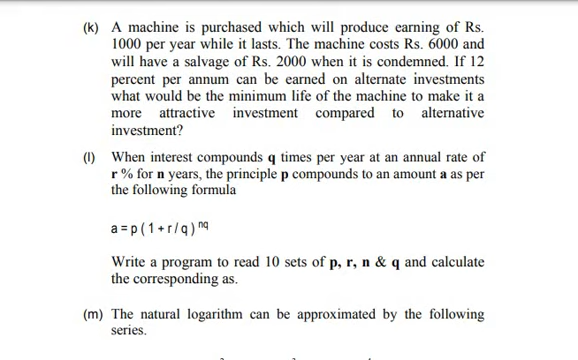 (k) A machine is purchased which will produce earning of Rs.
1000 per year while it lasts. The machine costs Rs. 6000 and
will have a salvage of Rs. 2000 when it is condemned. If 12
percent per annum can be earned on alternate investments
what would be the minimum life of the machine to make it a
more attractive investment compared to alternative
investment?
(l) When interest compounds q times per year at an annual rate of
r % for n years, the principle p compounds to an amount a as per
the following formula
a = p ( 1 + r / q ) nq
Write a program to read 10 sets of p, r, n & q and calculate
the corresponding as.
(m) The natural logarithm can be approximated by the following
series.